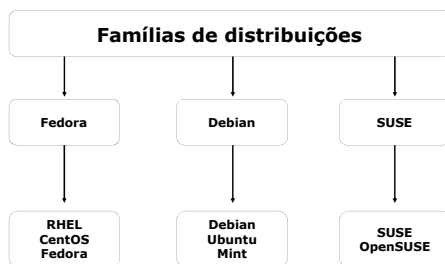 Famílias de distribuições
Fedora
Debian
SUSE
RHEL
CentOS
Fedora
Debian
Ubuntu
Mint
SUSE
OpenSUSE